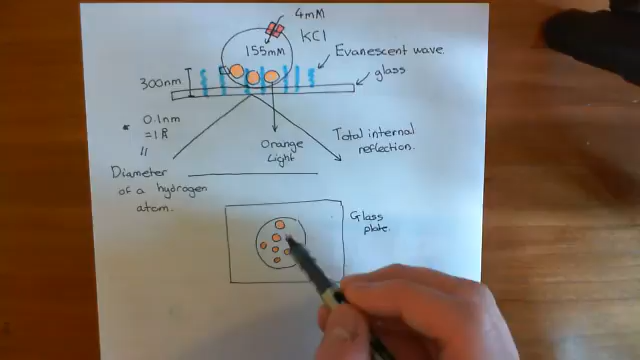 4mM
KCl
155mM
Evanescent wave.
glass
300nm
* 0.1nm
= 1Å
"
Orange
Light
Total internal
reflection.
Diameter
of a hydrogen
atom.
Glass
plate.